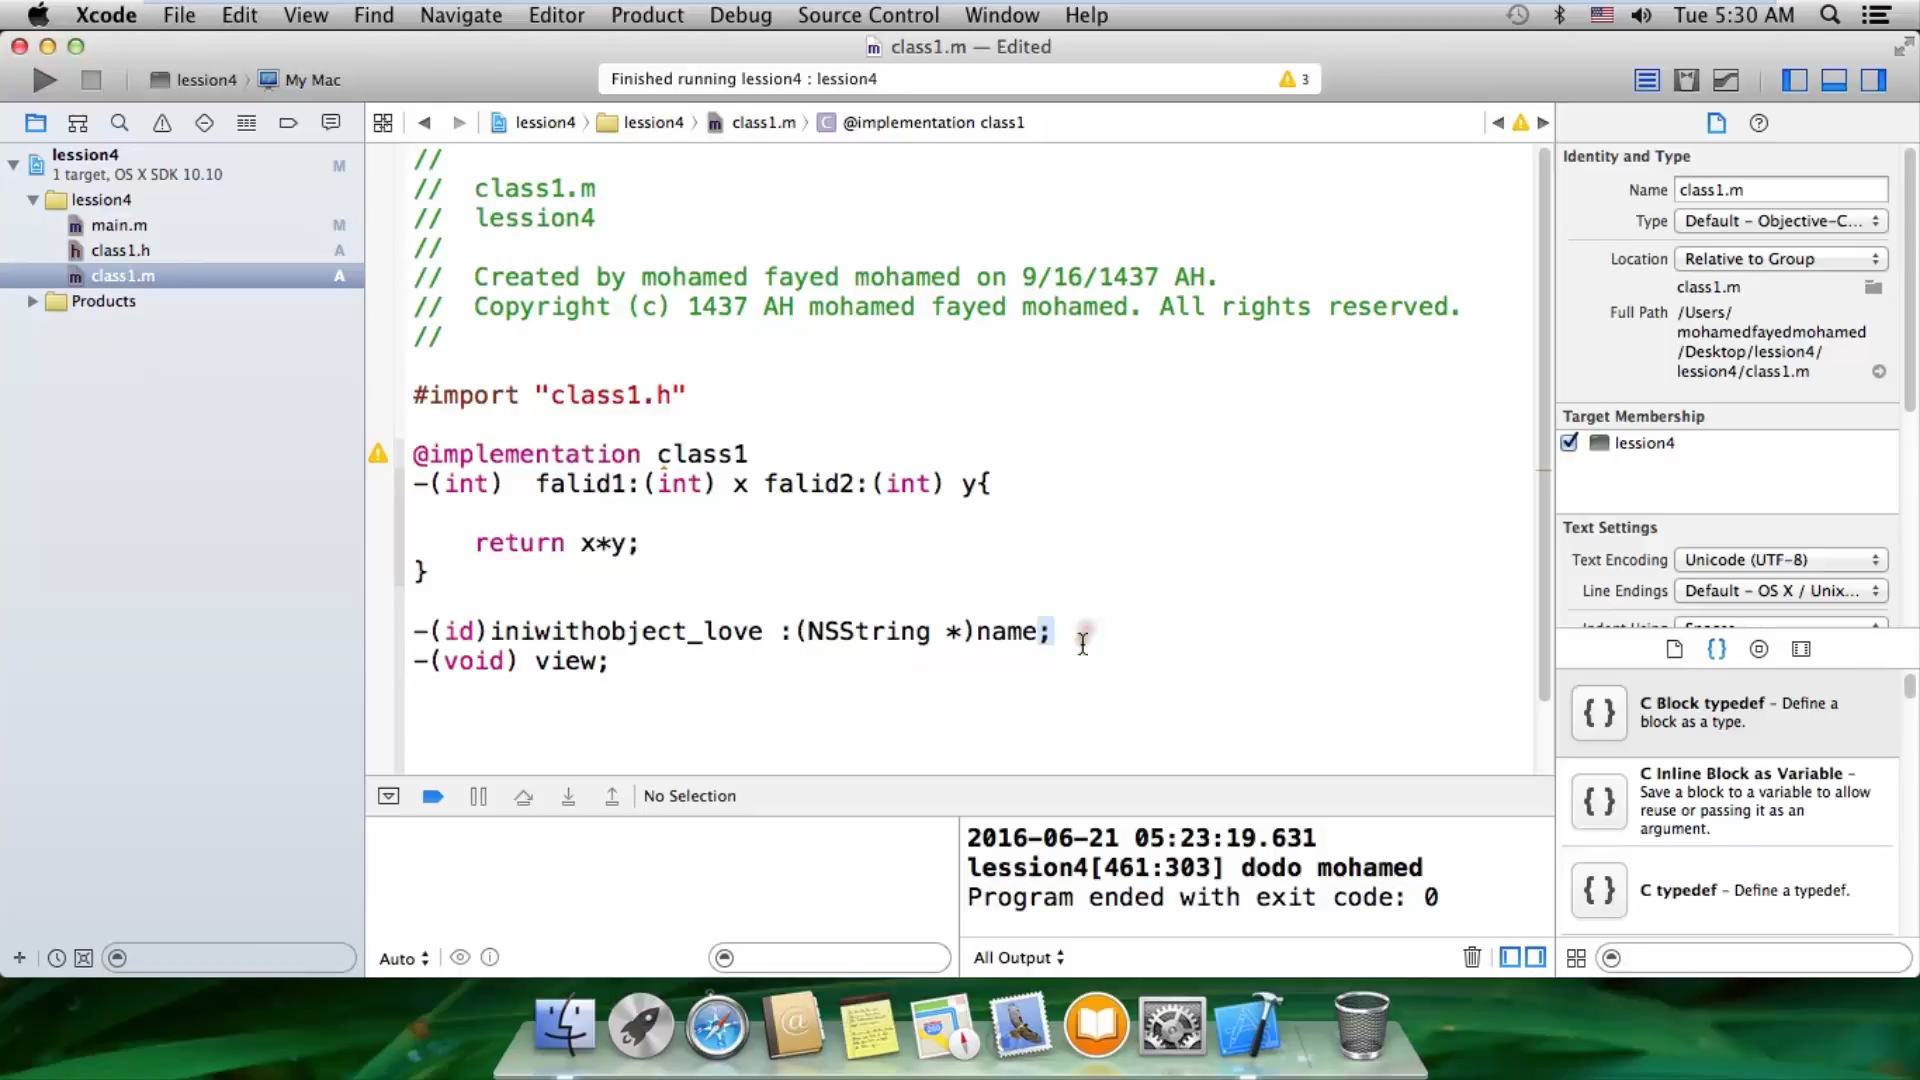 Xcode File Edit View Find Navigate Editor Product Debug Source Control Window Help Tue 5:30 AM
class1.m — Edited
lession4 My Mac
Finished running lession4 : lession4 3
lession4 lession4 class1.m @implementation class1
lession4 M
1 target, OS X SDK 10.10
lession4
main.m M
class1.h A
class1.m A
Products
//
// class1.m
// lession4
//
// Created by mohamed fayed mohamed on 9/16/1437 AH.
// Copyright (c) 1437 AH mohamed fayed mohamed. All rights reserved.
//
#import "class1.h"
@implementation class1
-(int) falid1:(int) x falid2:(int) y{
return x*y;
}
-(id)iniwithobject_love :(NSString *)name;
-(void) view;
No Selection
2016-06-21 05:23:19.631
lession4[461:303] dodo mohamed
Program ended with exit code: 0
Auto
All Output
Identity and Type
Name class1.m
Type Default - Objective-C...
Location Relative to Group
class1.m
Full Path /Users/
mohamedfayedmohamed
/Desktop/lession4/
lession4/class1.m
Target Membership
lession4
Text Settings
Text Encoding Unicode (UTF-8)
Line Endings Default - OS X / Unix...
{ }
{ } C Block typedef - Define a
block as a type.
{ } C Inline Block as Variable -
Save a block to a variable to allow
reuse or passing it as an
argument.
{ } C typedef - Define a typedef.